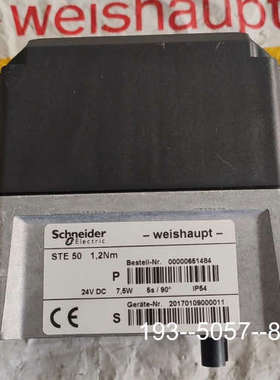 weishaupt
Schneider
Electric
– weishaupt –
STE 50 1,2Nm
Bestell-Nr. 00000651484
P
24V DC 7,5W 5s / 90° IP54
Geräte-Nr. 20170109000011
CE S
193--5057--8